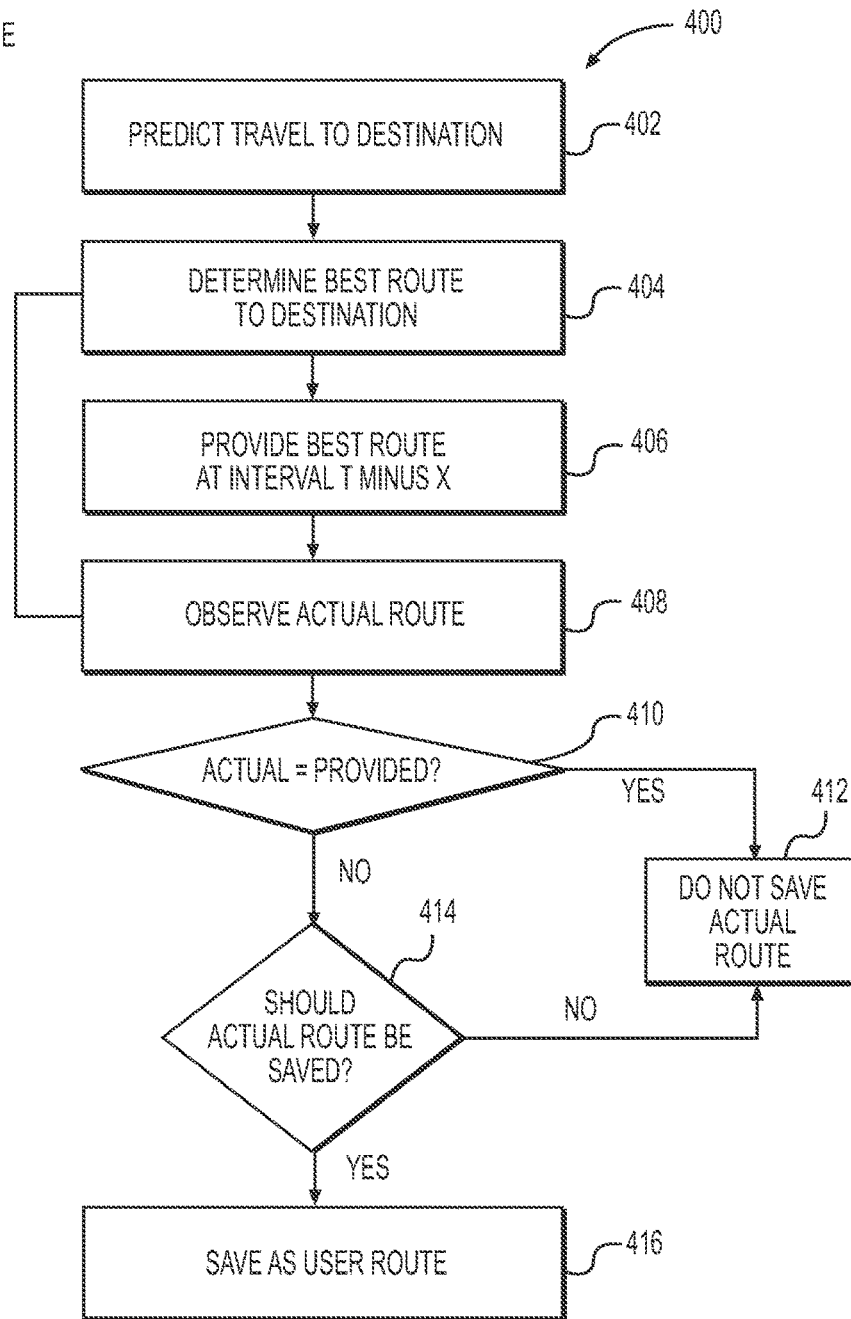 E
400
PREDICT TRAVEL TO DESTINATION
402
DETERMINE BEST ROUTE
TO DESTINATION
404
PROVIDE BEST ROUTE
AT INTERVAL T MINUS X
406
OBSERVE ACTUAL ROUTE
408
410
ACTUAL = PROVIDED?
YES
412
NO
DO NOT SAVE
ACTUAL
ROUTE
414
SHOULD
ACTUAL ROUTE BE
SAVED?
NO
YES
SAVE AS USER ROUTE
416